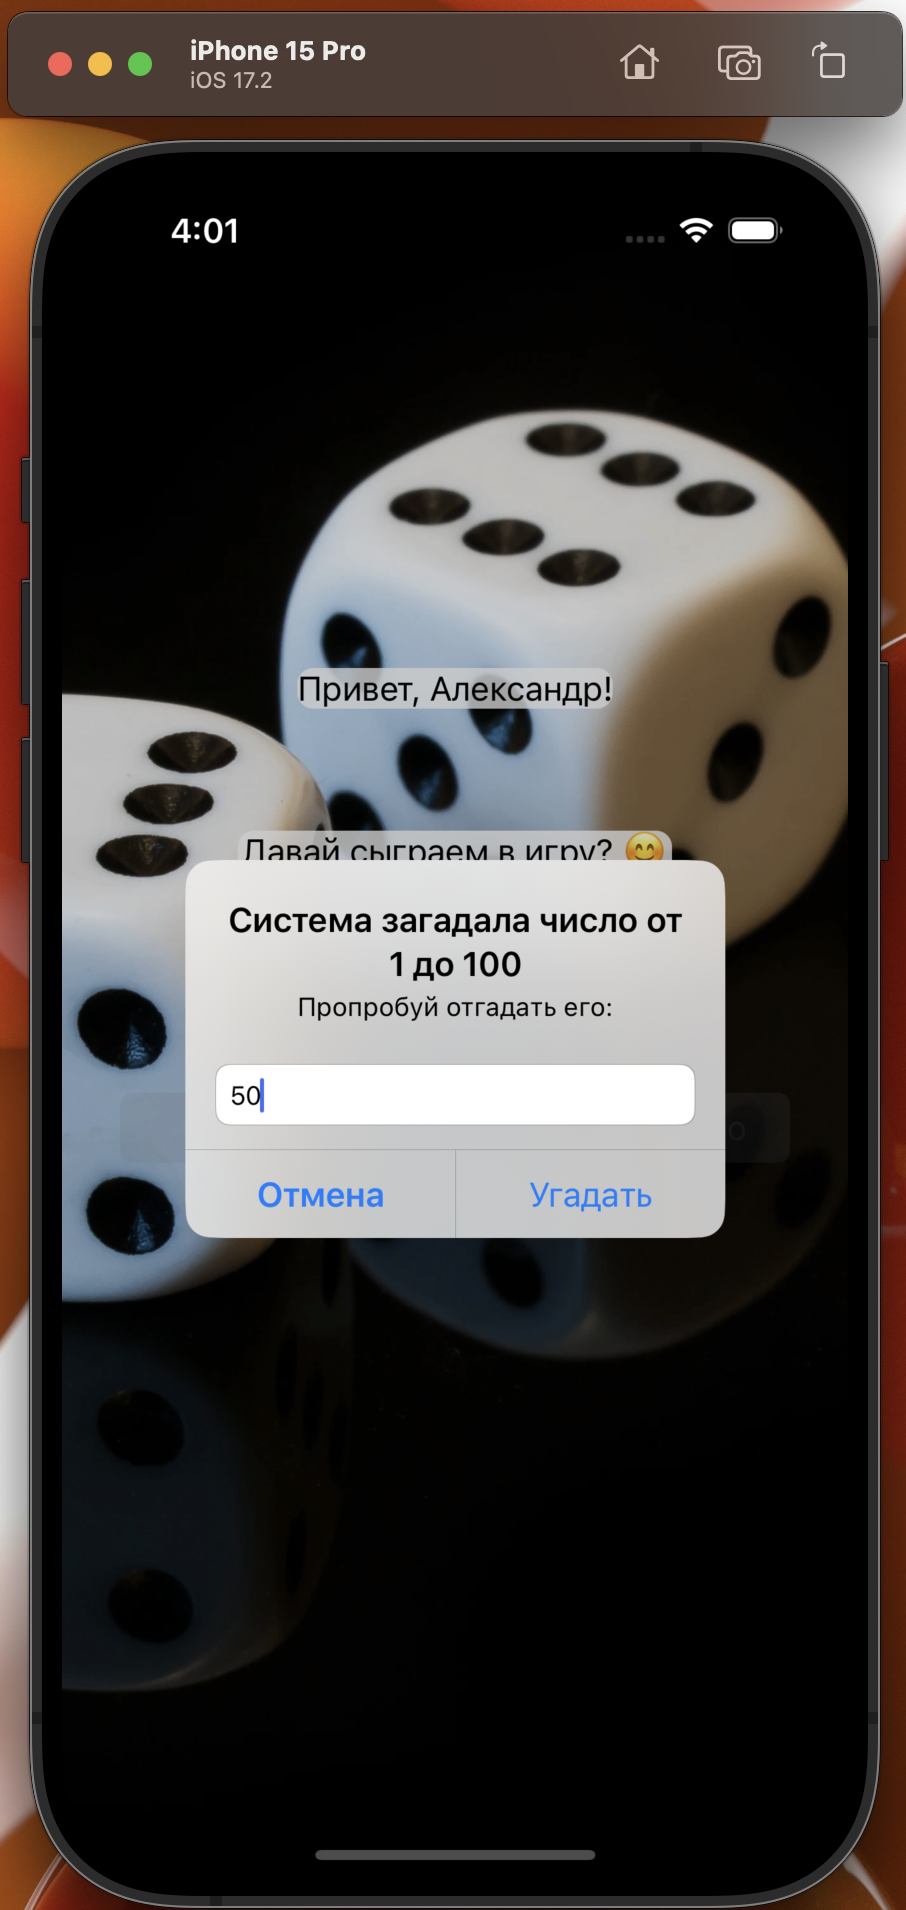 iPhone 15 Pro
iOS 17.2
4:01
Привет, Александр!
Давай сыграем в игру? 😊
Система загадала число от
1 до 100
Пропробуй отгадать его:
50
Отмена
Угадать